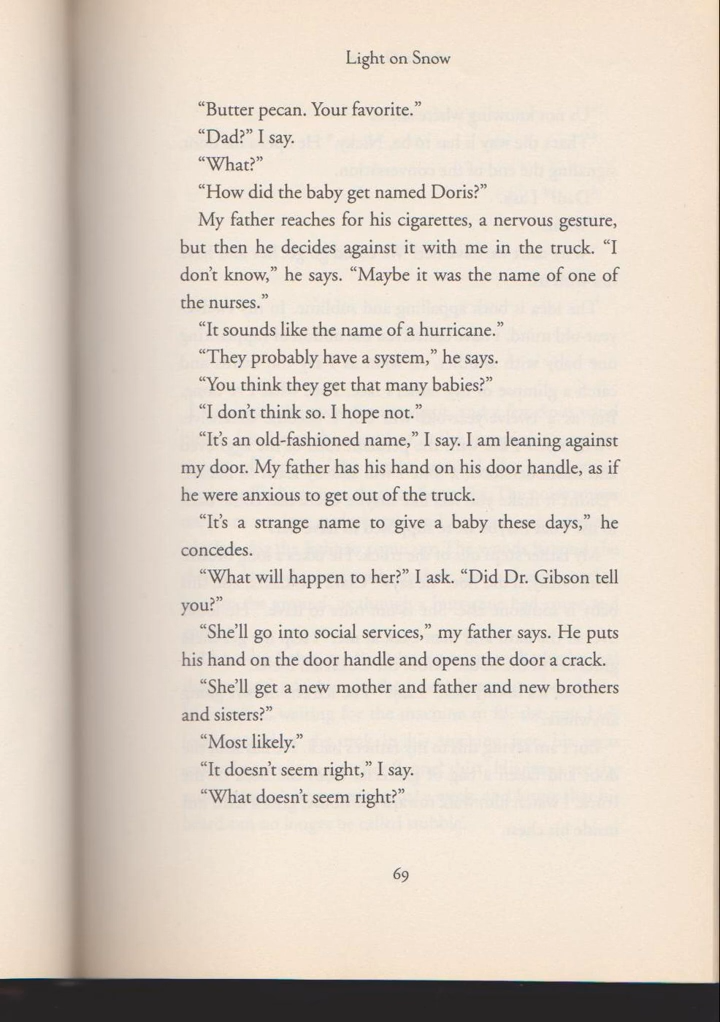 Light on Snow
“Butter pecan. Your favorite.”
“Dad?” I say.
“What?”
“How did the baby get named Doris?”
My father reaches for his cigarettes, a nervous gesture,
but then he decides against it with me in the truck. “I
don’t know,” he says. “Maybe it was the name of one of
the nurses.”
“It sounds like the name of a hurricane.”
“They probably have a system,” he says.
“You think they get that many babies?”
“I don’t think so. I hope not.”
“It’s an old-fashioned name,” I say. I am leaning against
my door. My father has his hand on his door handle, as if
he were anxious to get out of the truck.
“It’s a strange name to give a baby these days,” he
concedes.
“What will happen to her?” I ask. “Did Dr. Gibson tell
you?”
“She’ll go into social services,” my father says. He puts
his hand on the door handle and opens the door a crack.
“She’ll get a new mother and father and new brothers
and sisters?”
“Most likely.”
“It doesn’t seem right,” I say.
“What doesn’t seem right?”
69